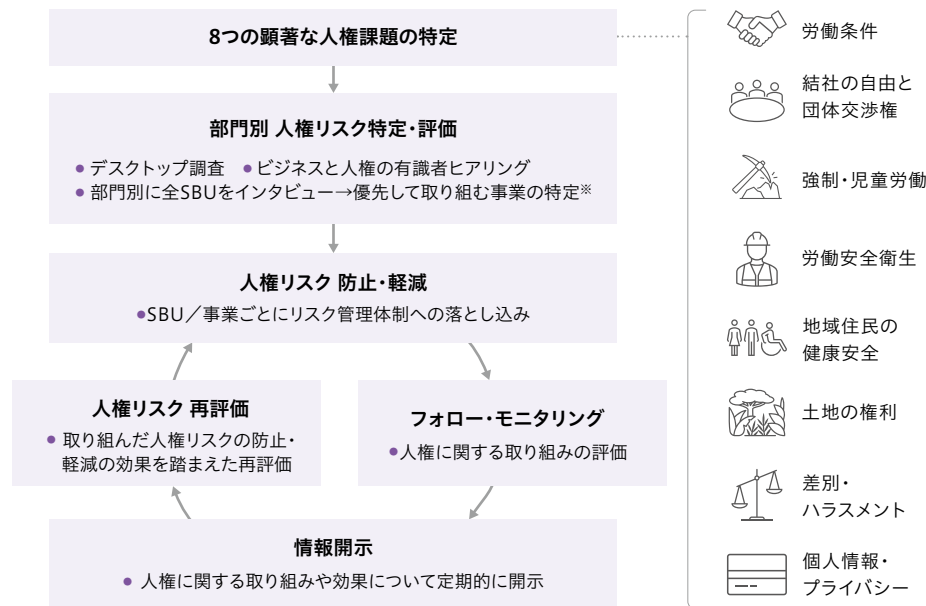 8つの顕著な人権課題の特定
部門別 人権リスク特定・評価
● デスクトップ調査 ● ビジネスと人権の有識者ヒアリング
● 部門別に全SBUをインタビュー→優先して取り組む事業の特定※
人権リスク 防止・軽減
●SBU／事業ごとにリスク管理体制への落とし込み
人権リスク 再評価
● 取り組んだ人権リスクの防止・
軽減の効果を踏まえた再評価
フォロー・モニタリング
●人権に関する取り組みの評価
情報開示
● 人権に関する取り組みや効果について定期的に開示
労働条件
結社の自由と
団体交渉権
強制・児童労働
労働安全衛生
地域住民の
健康安全
土地の権利
差別・
ハラスメント
個人情報・
プライバシー